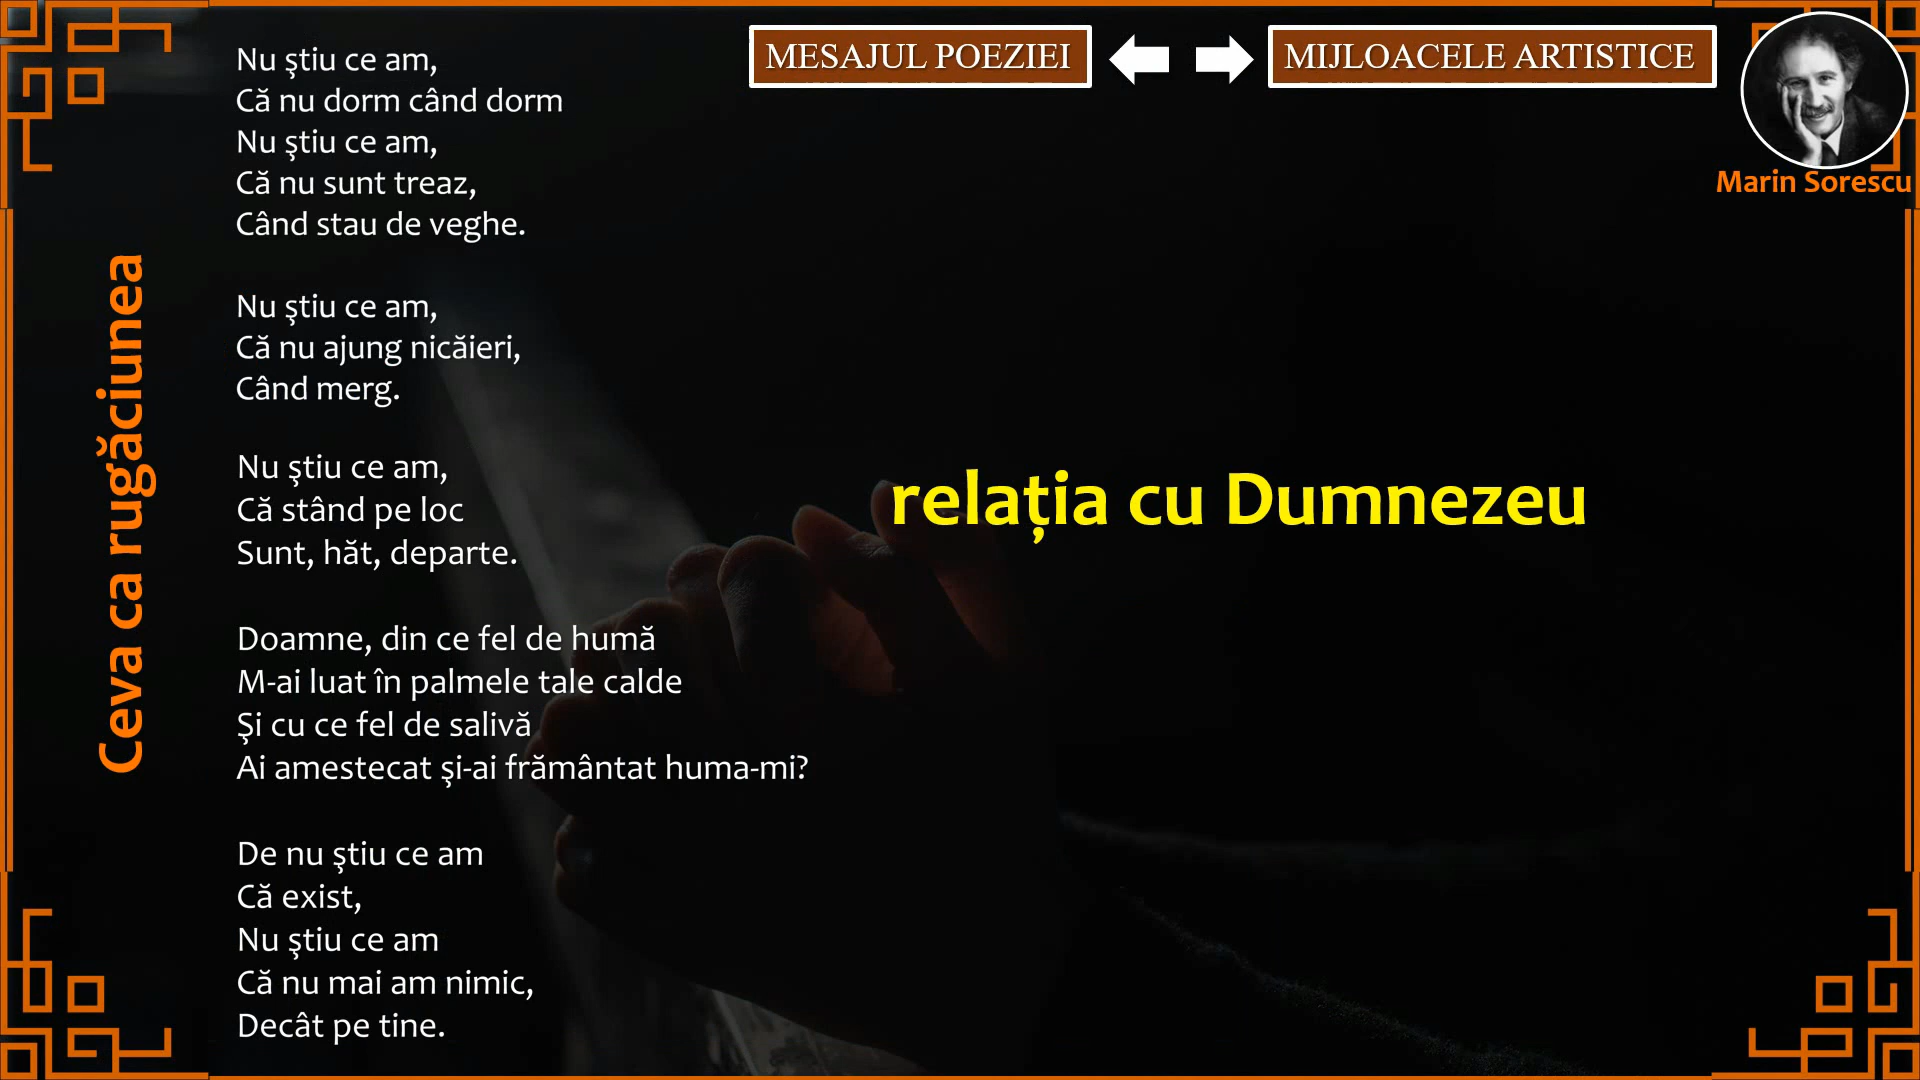 Ceva ca rugăciunea
Nu ştiu ce am,
Că nu dorm când dorm
Nu ştiu ce am,
Că nu sunt treaz,
Când stau de veghe.
Nu ştiu ce am,
Că nu ajung nicăieri,
Când merg.
Nu ştiu ce am,
Că stând pe loc
Sunt, hăt, departe.
Doamne, din ce fel de humă
M-ai luat în palmele tale calde
Şi cu ce fel de salivă
Ai amestecat şi-ai frământat huma-mi?
De nu ştiu ce am
Că exist,
Nu ştiu ce am
Că nu mai am nimic,
Decât pe tine.
MESAJUL POEZIEI
MIJLOACELE ARTISTICE
Marin Sorescu
relația cu Dumnezeu